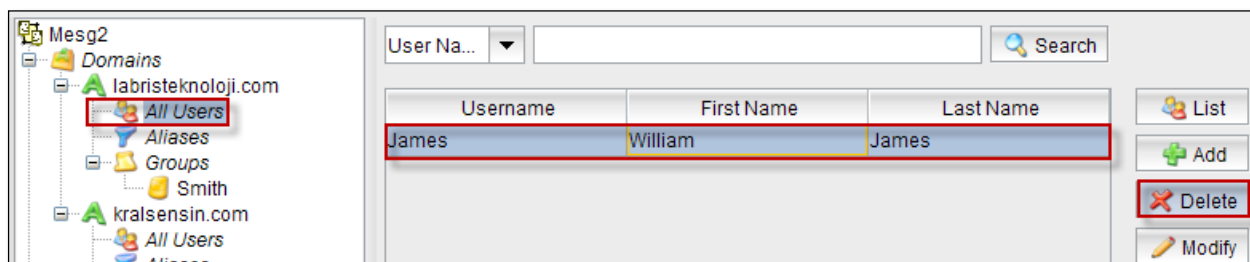 Mesg2
Domains
labristeknoloji.com
All Users
Aliases
Groups
Smith
kralsensin.com
All Users
Aliases
User Na...
Search
Username First Name Last Name
James William James
List
Add
Delete
Modify